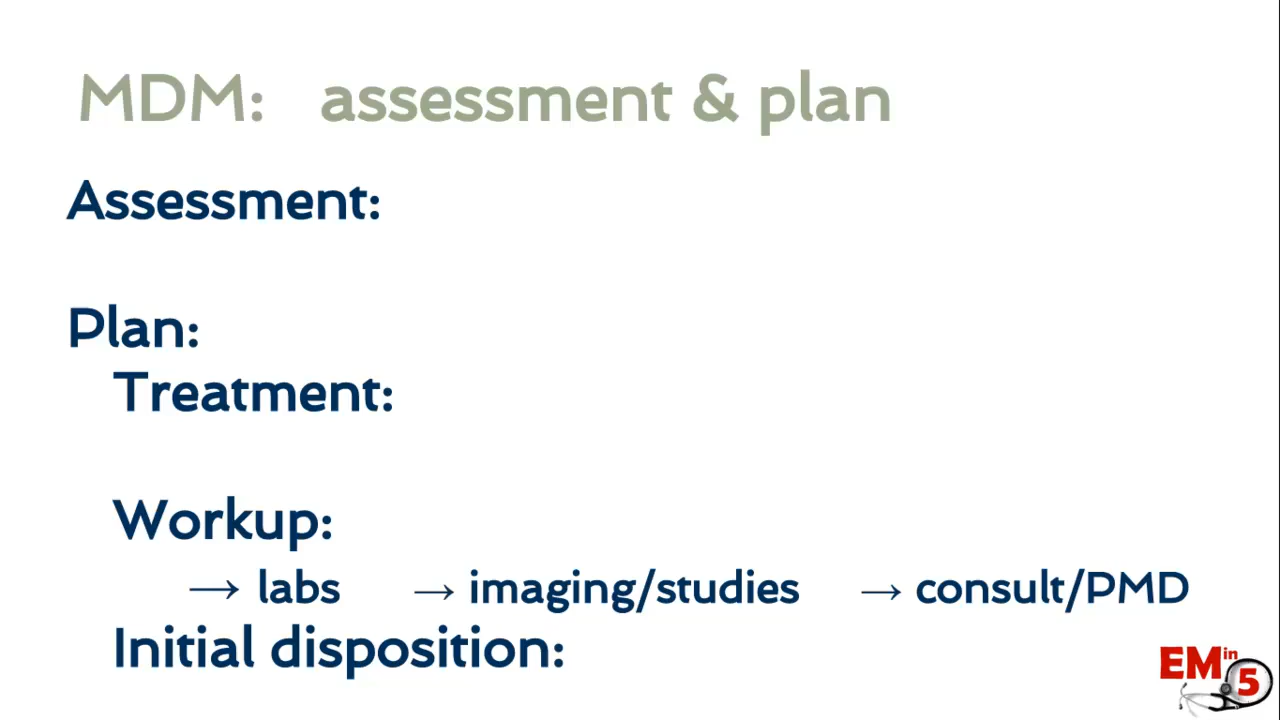 MDM: assessment & plan
Assessment:
Plan:
Treatment:
Workup:
→ labs → imaging/studies → consult/PMD
Initial disposition:
EM in 5